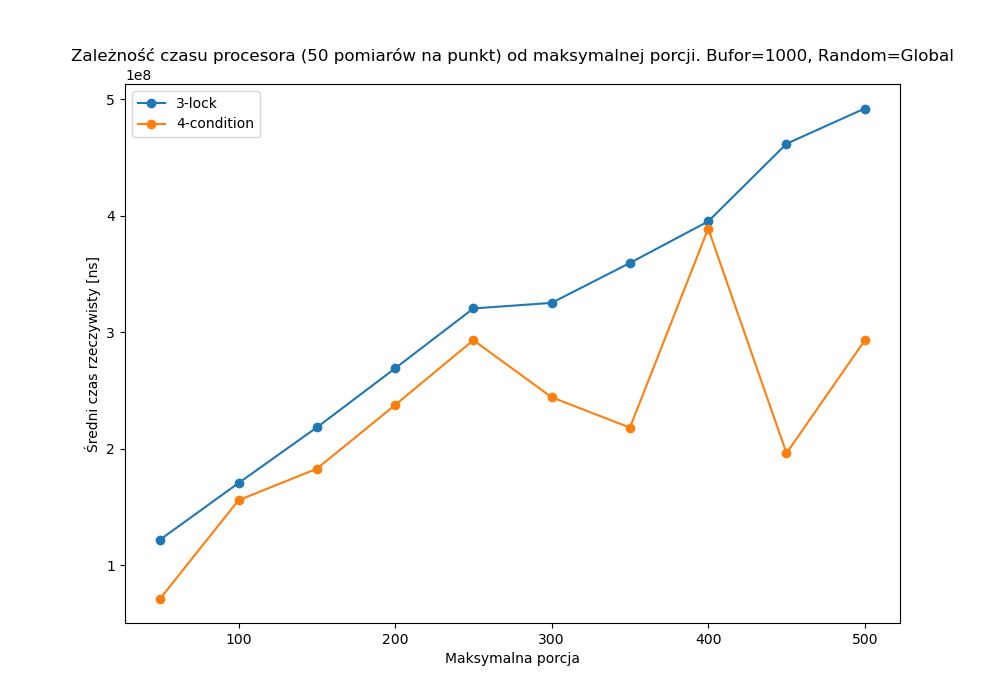 Zależność czasu procesora (50 pomiarów na punkt) od maksymalnej porcji. Bufor=1000, Random=Global
1e8
3-lock
4-condition
5
4
3
2
1
Średni czas rzeczywisty [ns]
100
200
300
400
500
Maksymalna porcja